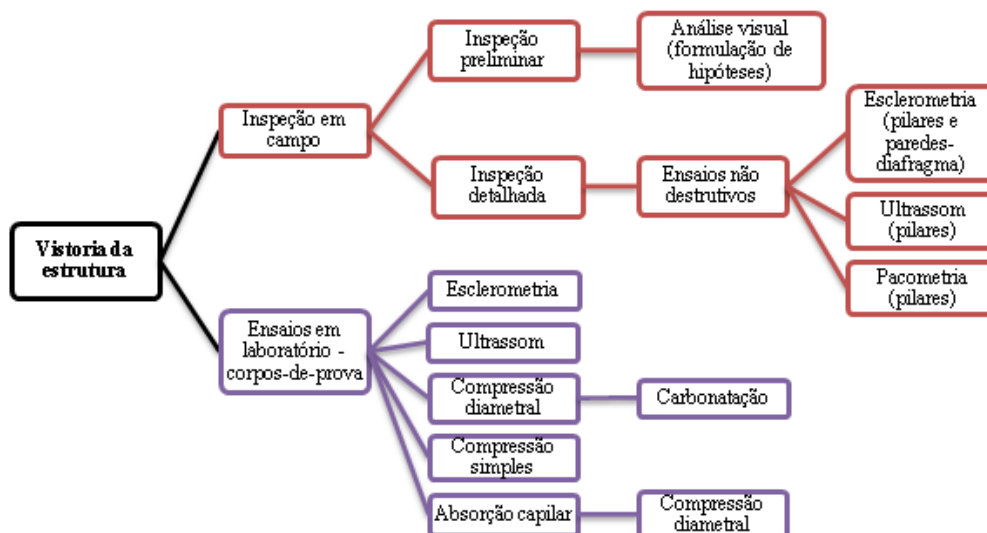 Vistoria da
estrutura
Inspeção em
campo
Inspeção
preliminar
Análise visual
(formulação de
hipóteses)
Inspeção
detalhada
Ensaios não
destrutivos
Esclerometria
(pilares e
paredes-
diafragma)
Ultrassom
(pilares)
Pacometria
(pilares)
Ensaios em
laboratório -
corpos-de-prova
Esclerometria
Ultrassom
Compressão
diametral
Carbonatação
Compressão
simples
Absorção capilar
Compressão
diametral